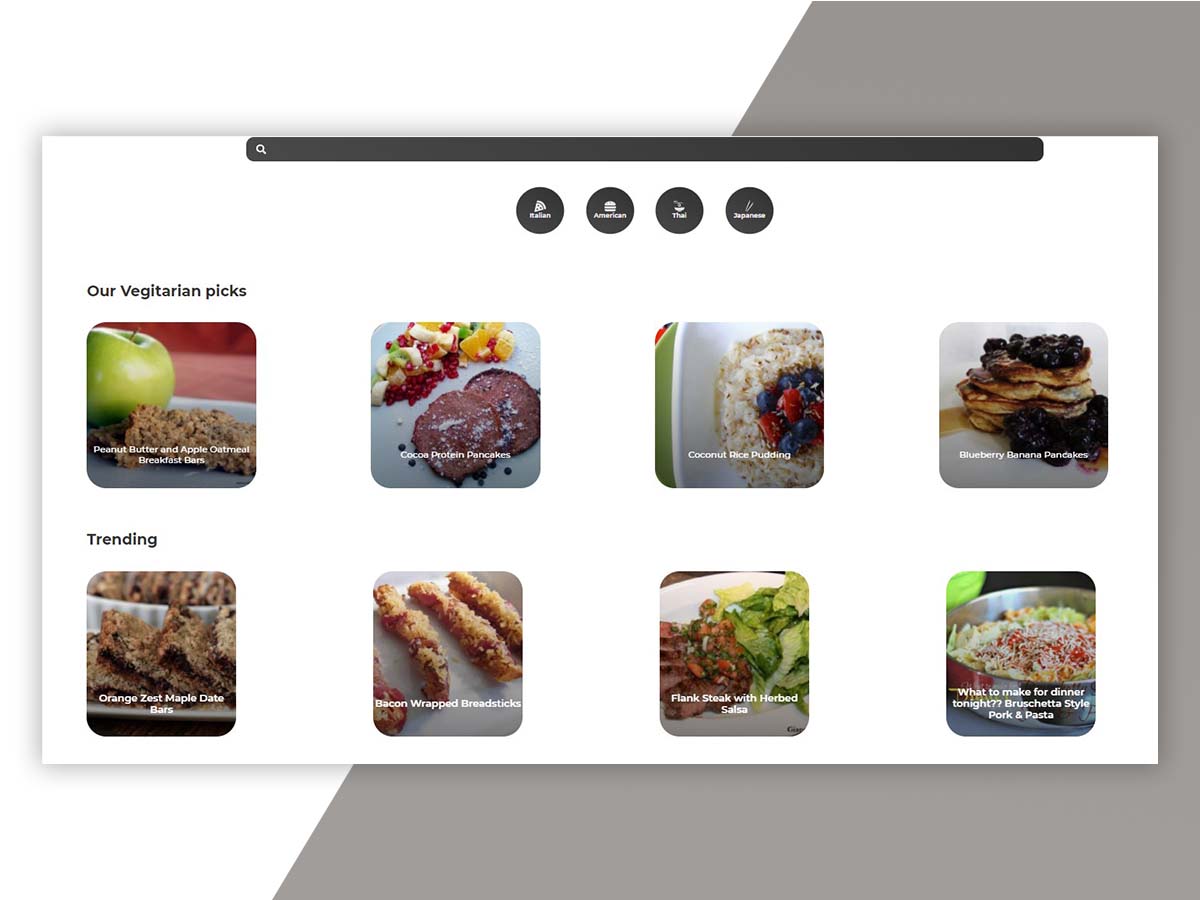 Italian
American
Thai
Japanese
Our Vegitarian picks
Peanut Butter and Apple Oatmeal
Breakfast Bars
Cocoa Protein Pancakes
Coconut Rice Pudding
Blueberry Banana Pancakes
Trending
Orange Zest Maple Date
Bars
Bacon Wrapped Breadsticks
Flank Steak with Herbed
Salsa
What to make for dinner
tonight?? Bruschetta Style
Pork & Pasta